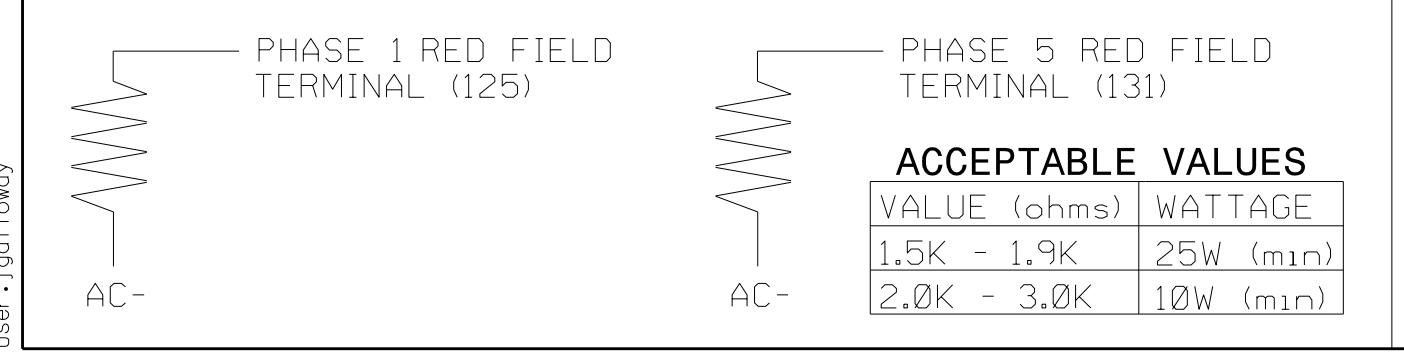 PHASE 1 RED FIELD
TERMINAL (125)
AC-
PHASE 5 RED FIELD
TERMINAL (131)
AC-
ACCEPTABLE VALUES
VALUE (ohms) WATTAGE
1.5K - 1.9K 25W (min)
2.0K - 3.0K 10W (min)